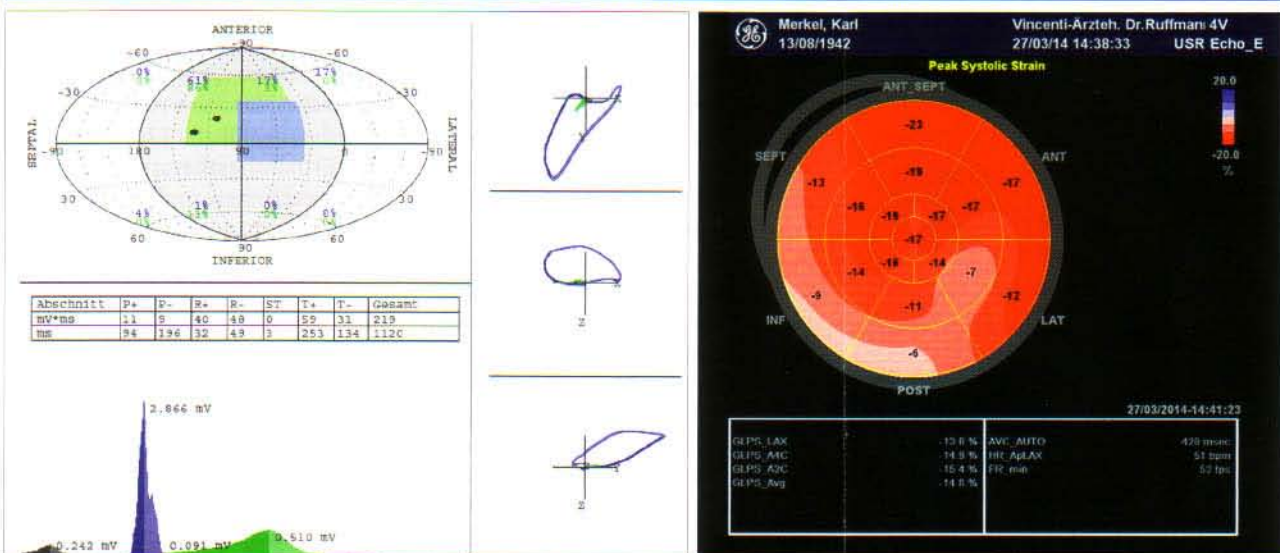 ANTERIOR
-90
-60 -60
0% 61% 17% 17%
86%
-30 -30
SEPTAL
LATERAL
-90 180 90 0 -90
4% 1% 0% 0%
13% 0%
30 30
60 60
90
INFERIOR
Abschnitt P+ P- R+ R- ST T+ T- Gesamt
mV*ms 11 9 40 48 0 59 31 219
ms 94 196 32 49 3 253 134 1120
2.866 mV
0.242 mV
0.091 mV
0.510 mV
Z
Z
Merkel, Karl
13/08/1942
Vincenti-Ärzteh. Dr.Ruffmann 4V
27/03/14 14:38:33 USR Echo_E
Peak Systolic Strain
20.0
-20.0
%
ANT_SEPT
SEPT
ANT
INF
LAT
POST
-23
-13 -19 -17
-16 -17
-17
-17
-14 -14 -7
-9 -11 -12
-6
27/03/2014-14:41:23
GLPS_LAX
GLPS_A4C -14.9 %
GLPS_A2C -15.4 %
GLPS_Avg
AVC_AUTO 420 msec
HR_ApLAX 51 bpm
FR_min 52 fps